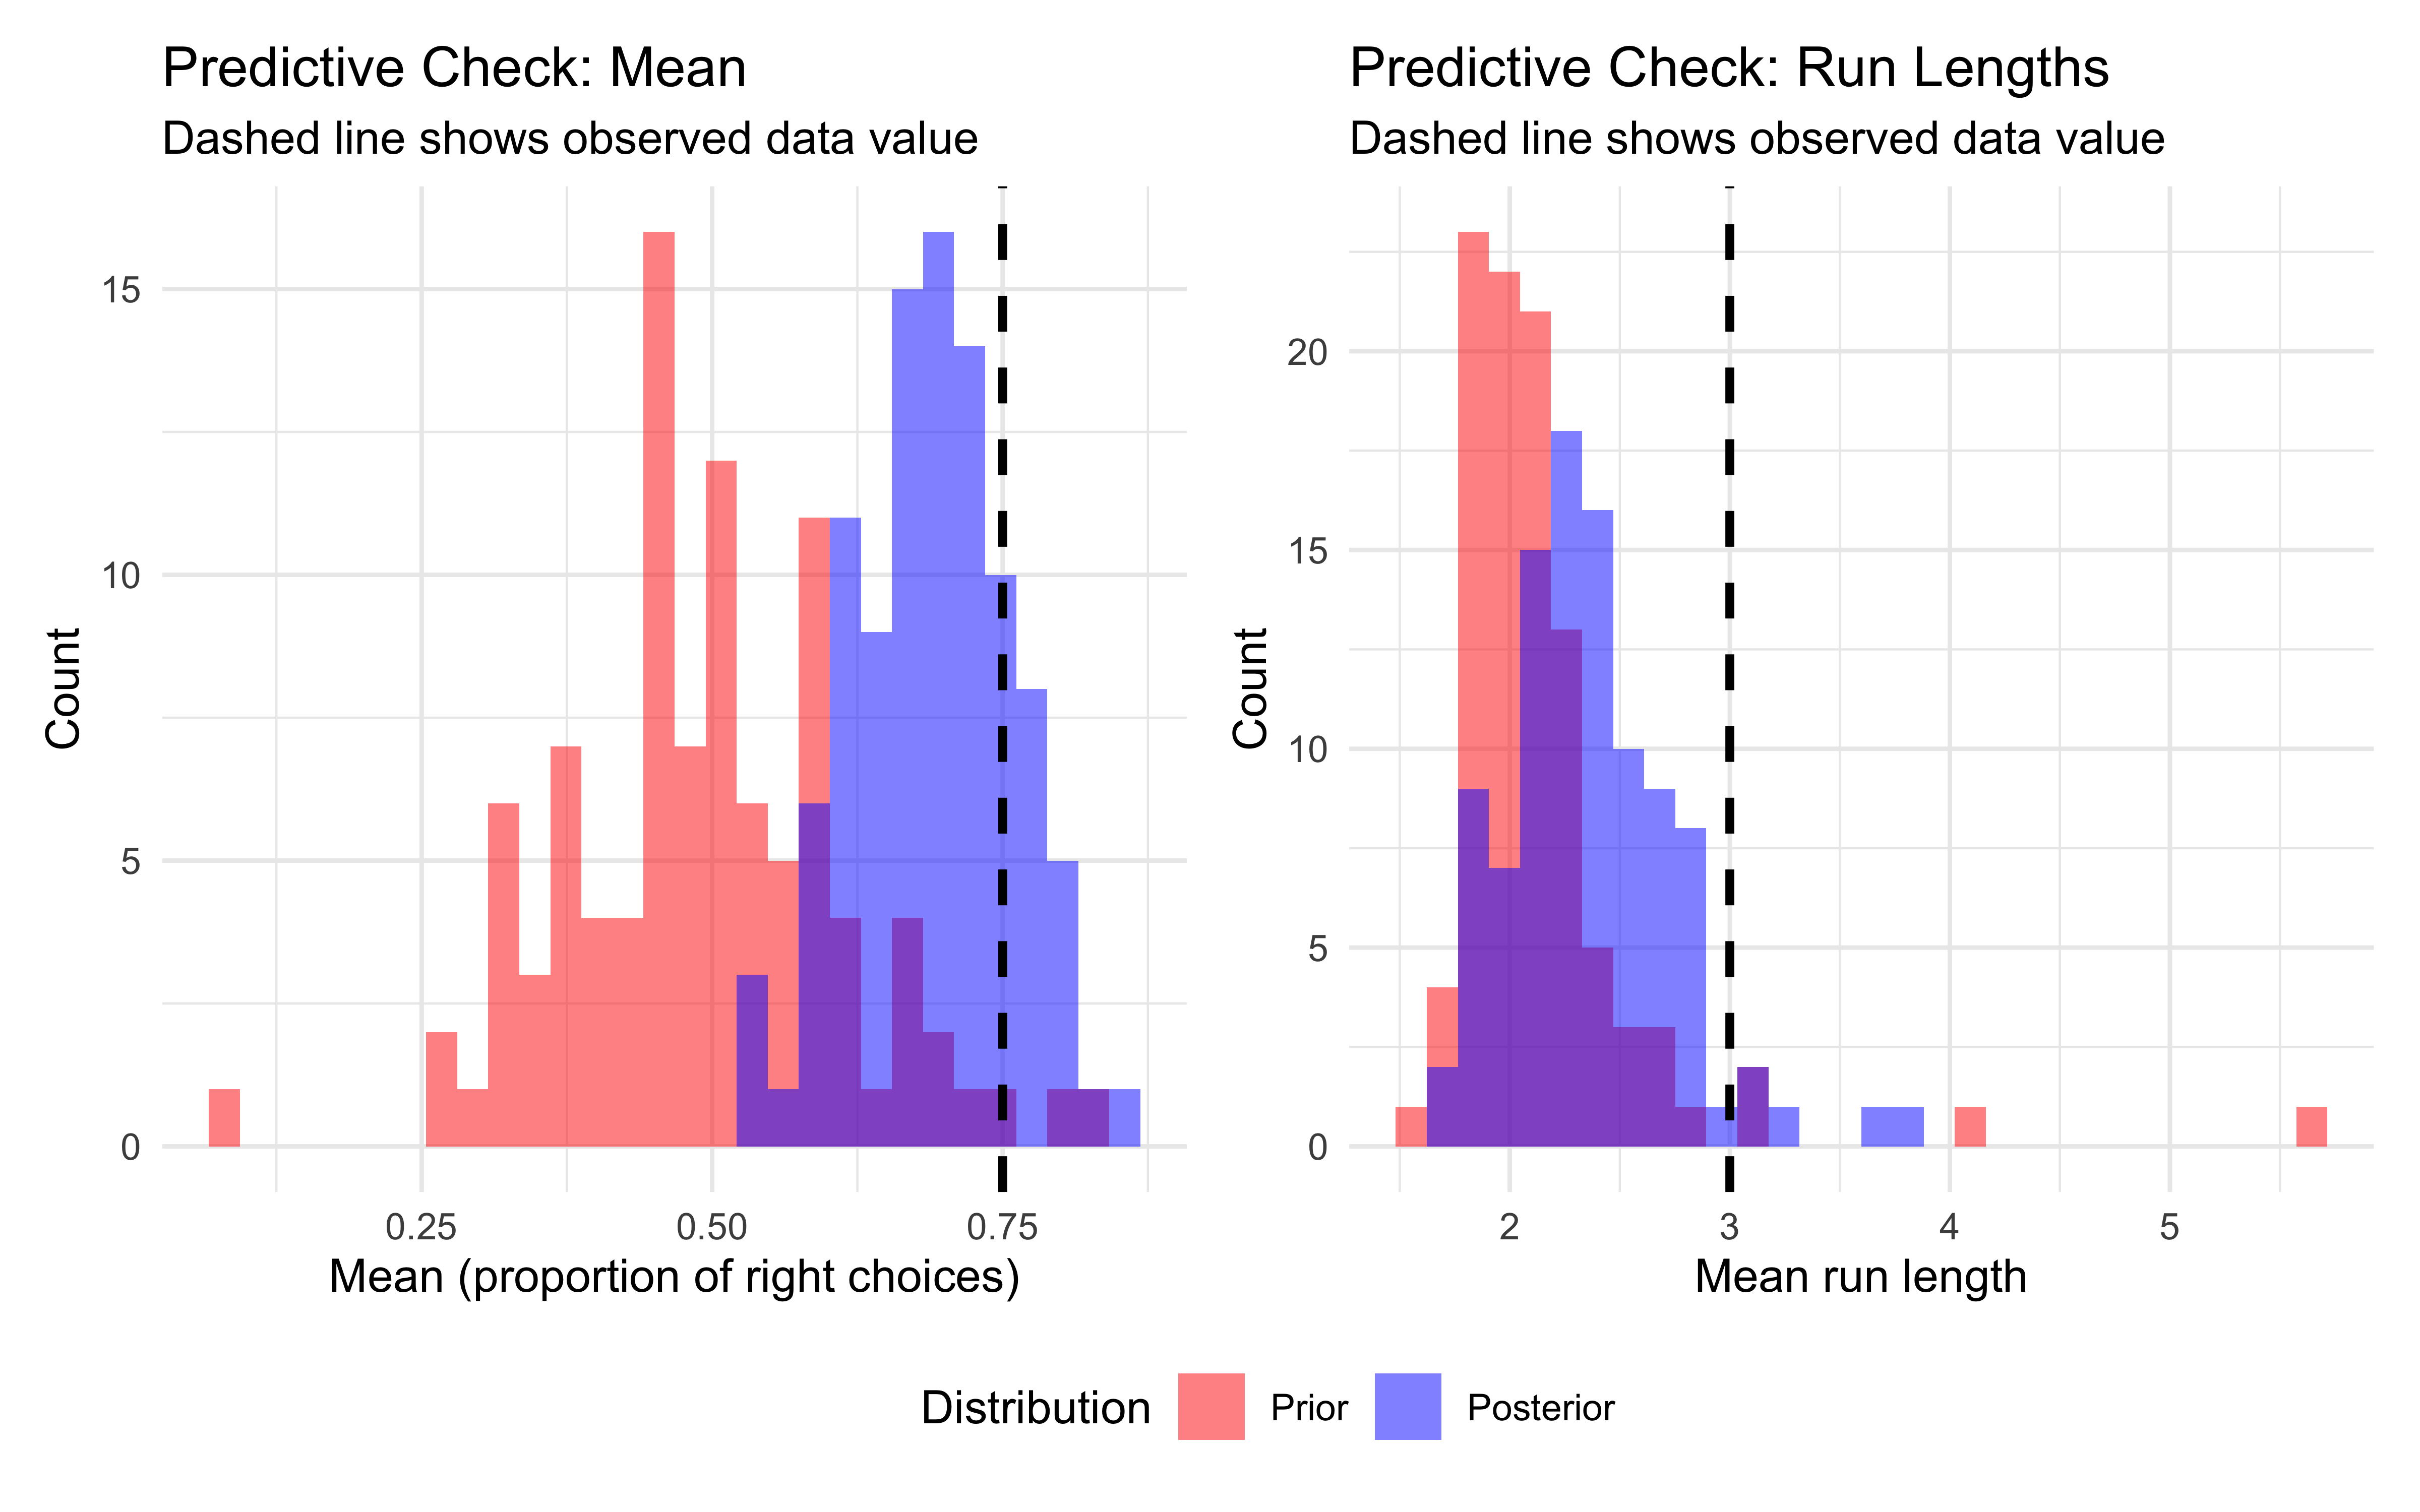 Predictive Check: Mean
Dashed line shows observed data value
Count
15
10
5
0
0.25 0.50 0.75
Mean (proportion of right choices)
Predictive Check: Run Lengths
Dashed line shows observed data value
Count
20
15
10
5
0
2 3 4 5
Mean run length
Distribution Prior Posterior